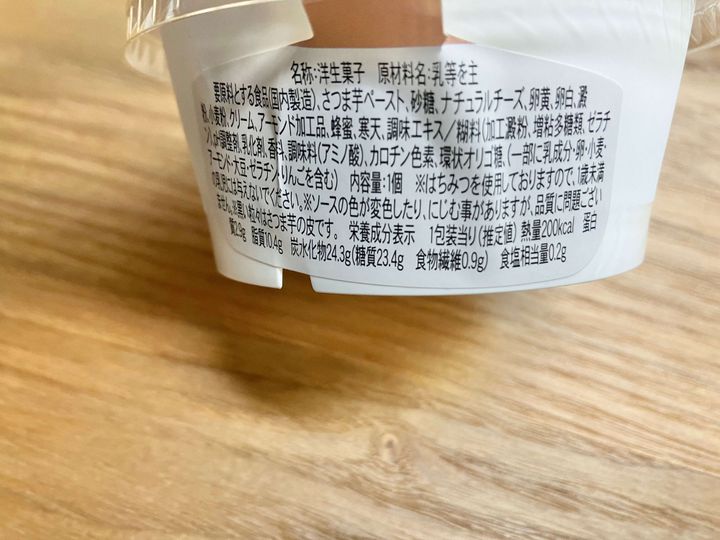 名称:洋生菓子 原材料名:乳等を主
要原料とする食品(国内製造)、さつま芋ペースト、砂糖、ナチュラルチーズ、卵黄、卵白、澱
粉、小麦粉、クリーム、アーモンド加工品、蜂蜜、寒天、調味エキス/糊料(加工澱粉、増粘多糖類、ゼラチ
ン)、pH調整剤、乳化剤、香料、調味料(アミノ酸)、カロチン色素、環状オリゴ糖、(一部に乳成分・卵・小麦・
アーモンド・大豆・ゼラチン・りんごを含む) 内容量:1個 ※はちみつを使用しておりますので、1歳未満
の乳児には与えないでください。※ソースの色が変色したり、にじむ事がありますが、品質に問題ござい
ません。※黒い粒々はさつま芋の皮です。 栄養成分表示 1包装当り(推定値) 熱量200kcal 蛋白
質2.9g 脂質10.4g 炭水化物24.3g(糖質23.4g 食物繊維0.9g) 食塩相当量0.2g